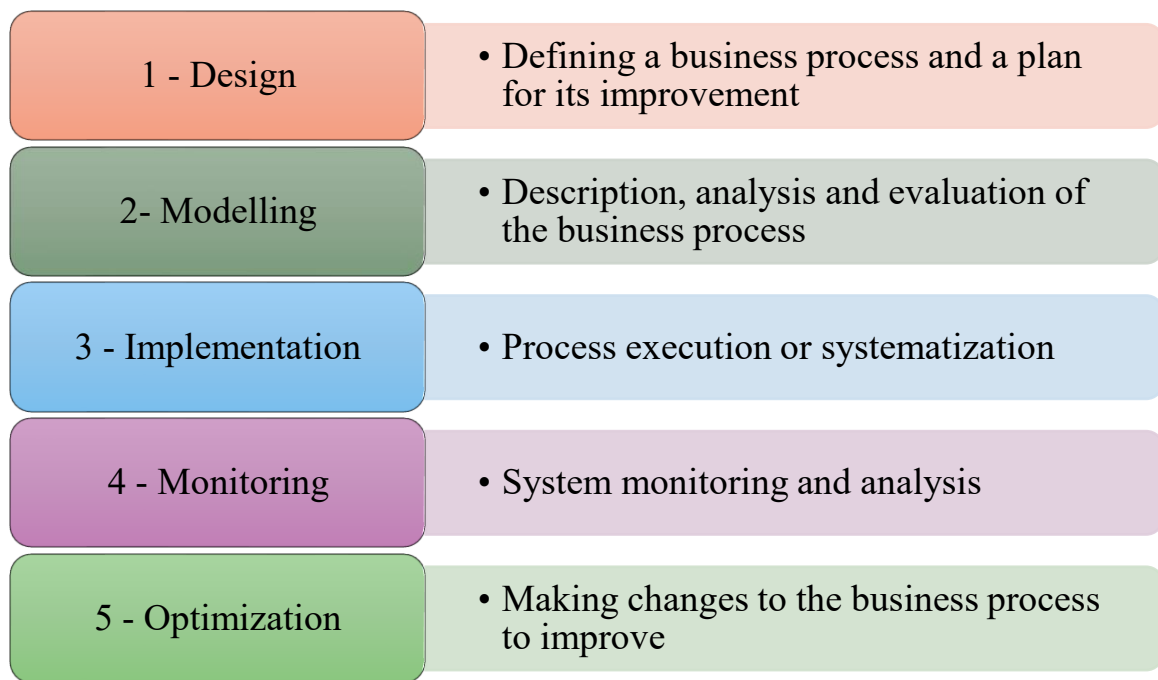 1 - Design
• Defining a business process and a plan
for its improvement
2- Modelling
• Description, analysis and evaluation of
the business process
3 - Implementation
• Process execution or systematization
4 - Monitoring
• System monitoring and analysis
5 - Optimization
• Making changes to the business process
to improve